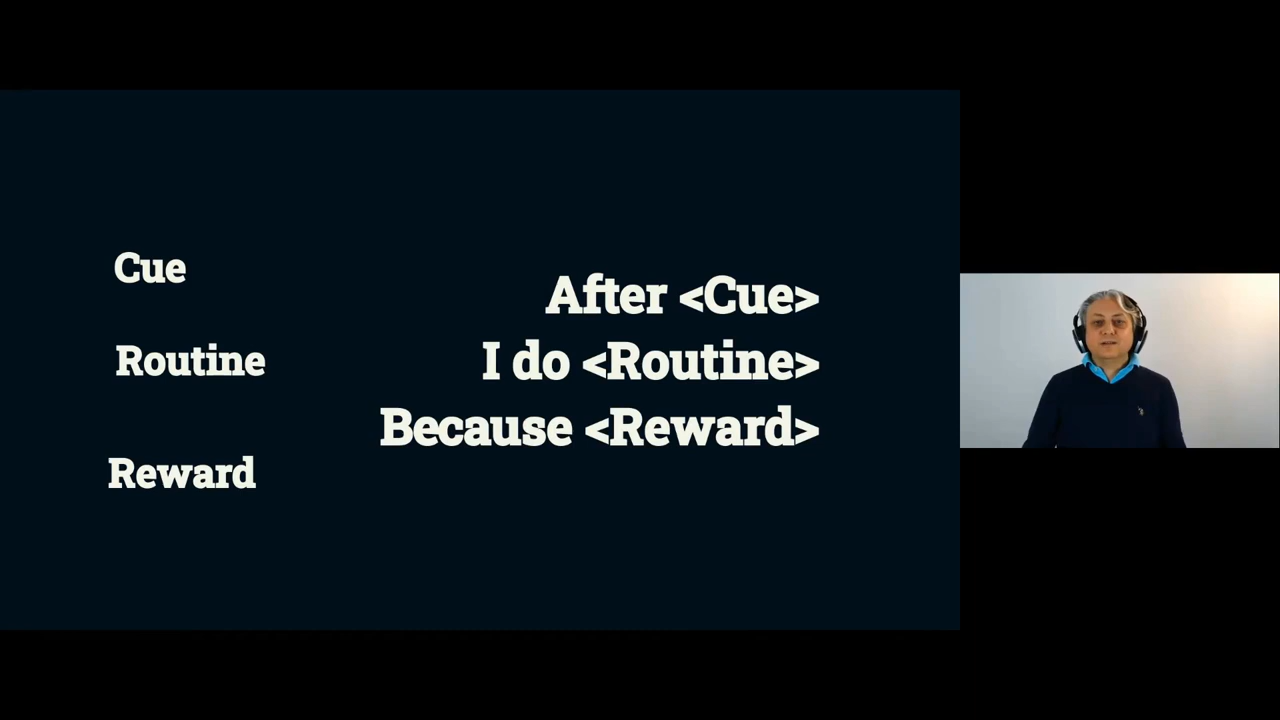 Cue
Routine
Reward
After <Cue>
I do <Routine>
Because <Reward>